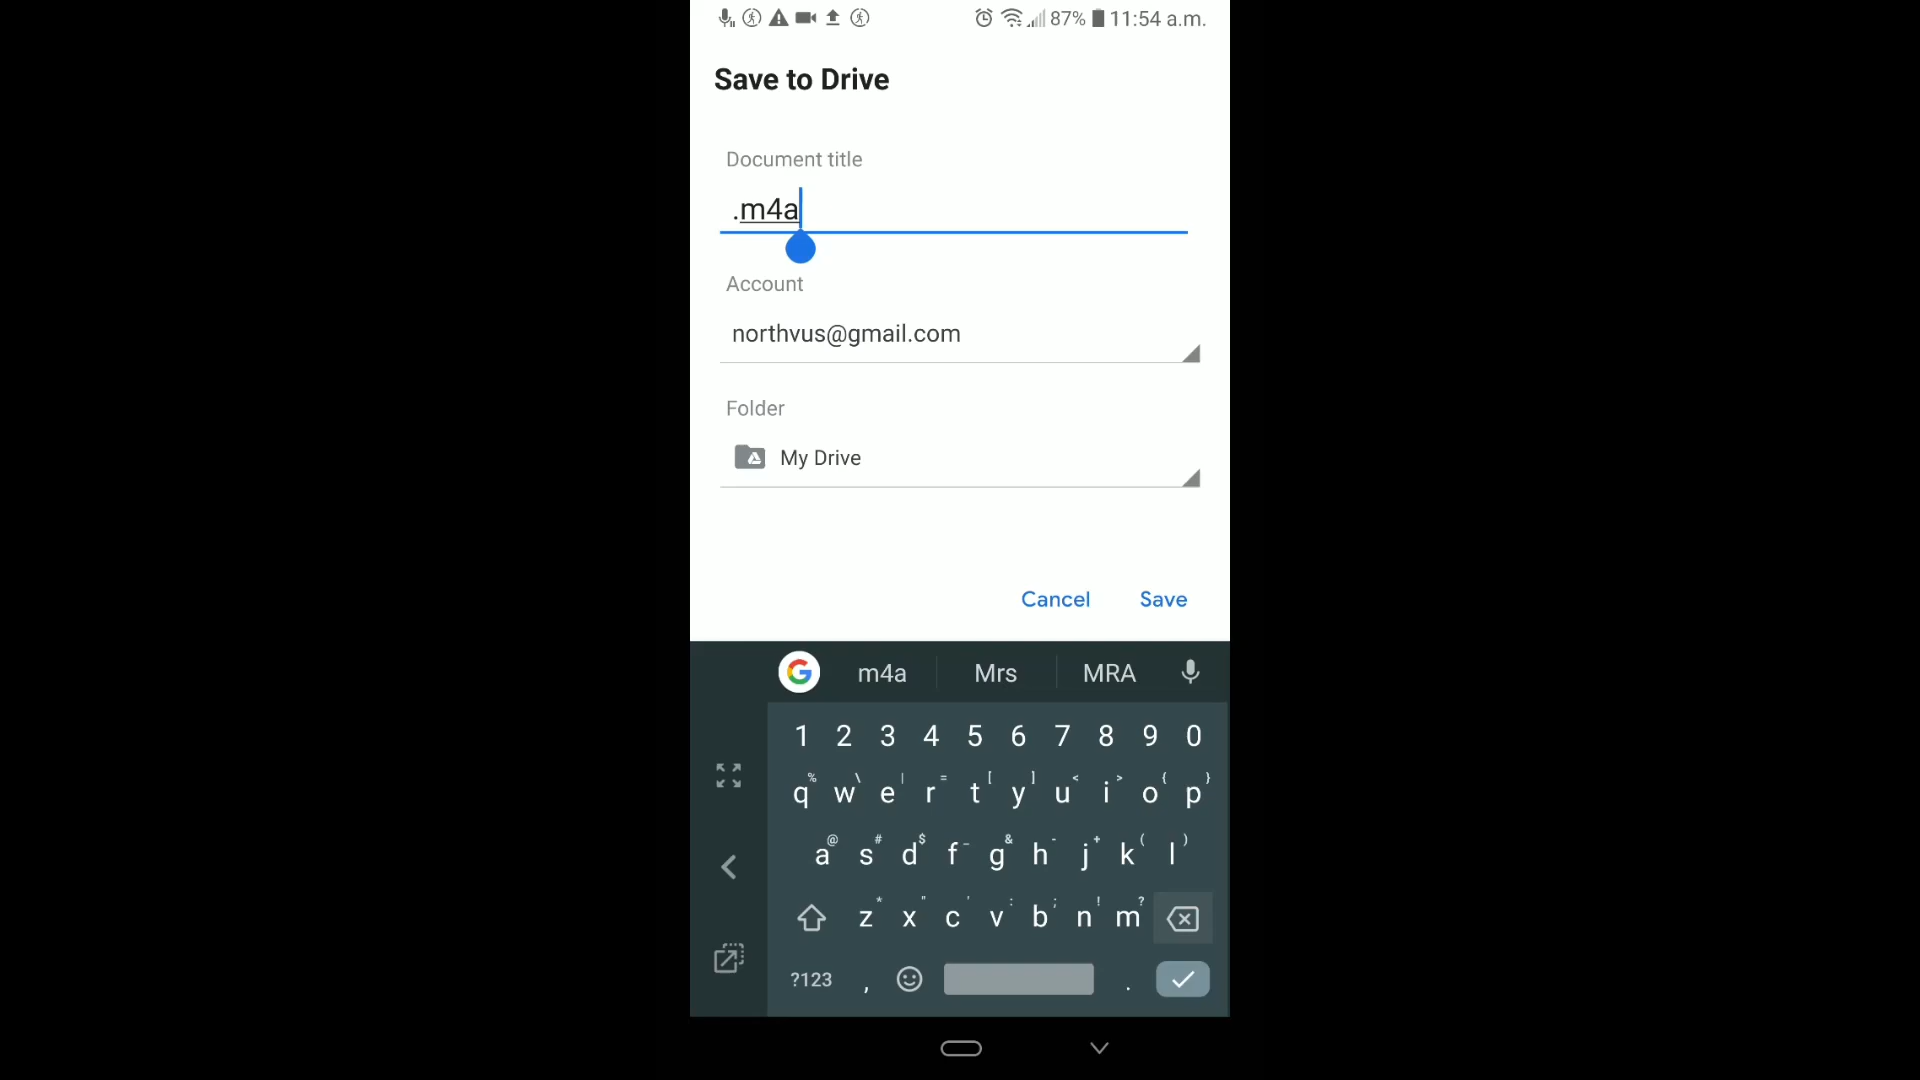 87% 11:54 a.m.
Save to Drive
Document title
.m4a
Account
northvus@gmail.com
Folder
My Drive
Cancel Save
m4a Mrs MRA
1 2 3 4 5 6 7 8 9 0
q% w\ e| r= t[ y] u< i> o{ p}
a@ s# d$ f_ g& h- j+ k( l)
z* x" c' v: b; n! m?
?123 , .